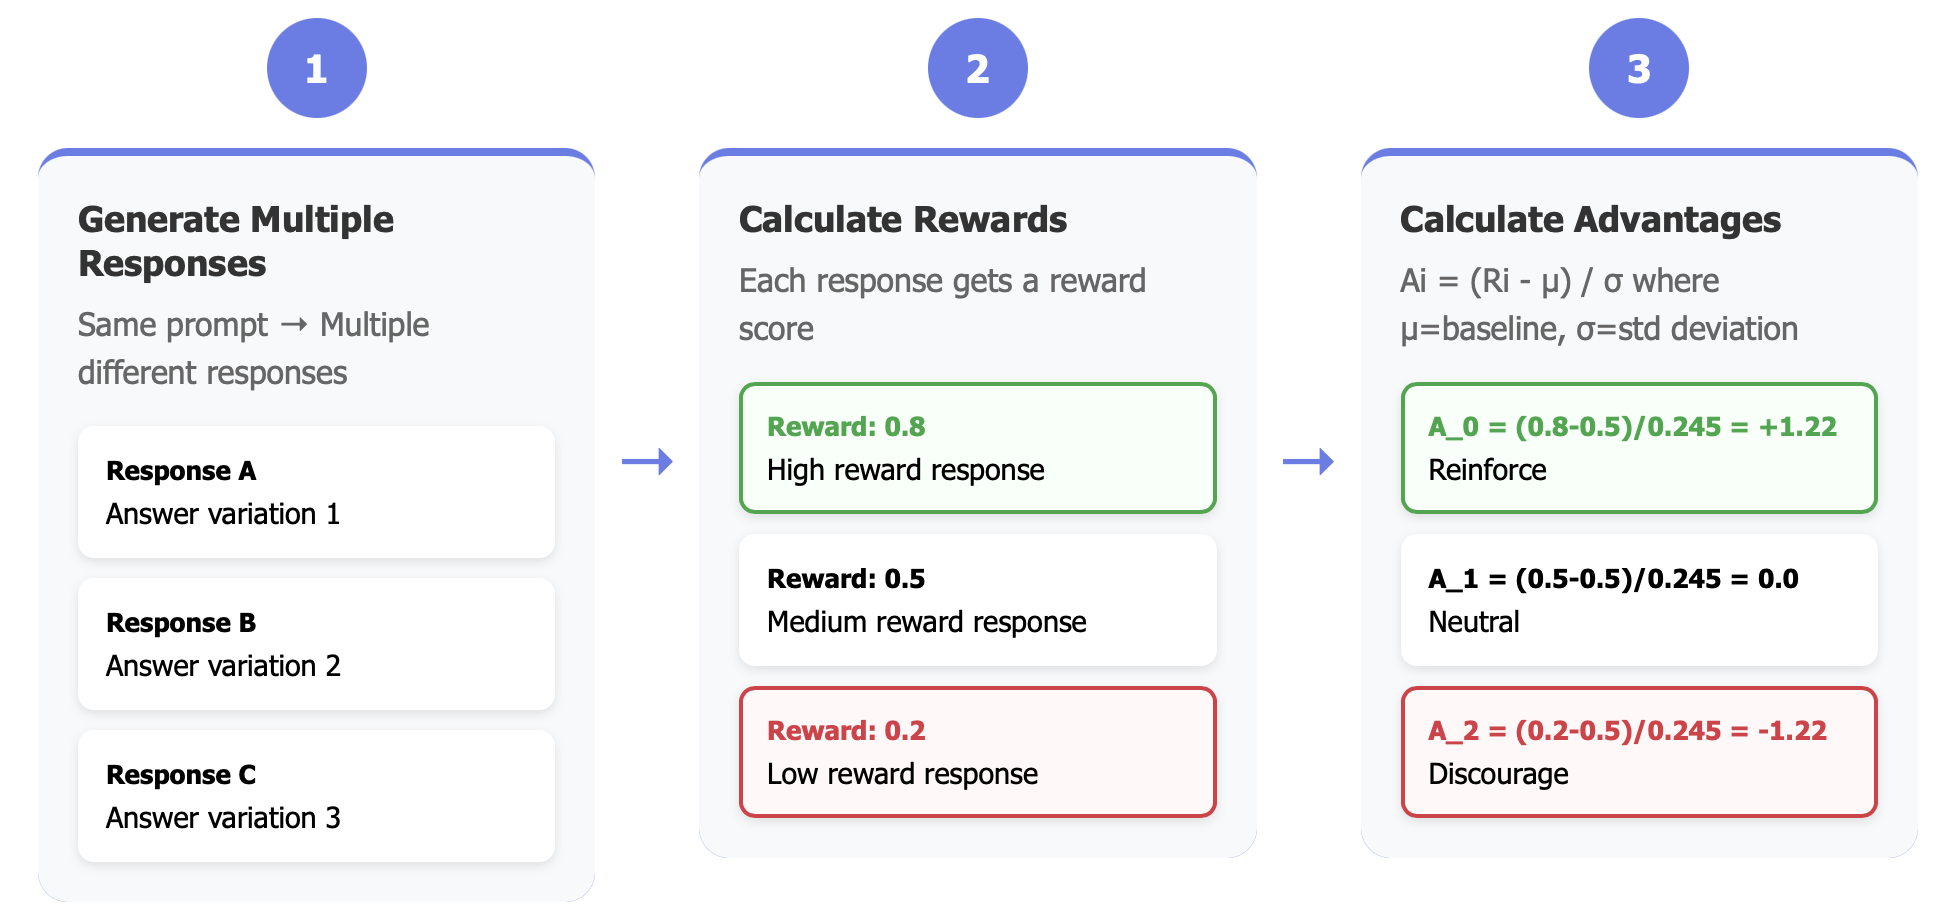 1
Generate Multiple
Responses
Same prompt → Multiple
different responses
Response A
Answer variation 1
Response B
Answer variation 2
Response C
Answer variation 3
2
Calculate Rewards
Each response gets a reward
score
Reward: 0.8
High reward response
Reward: 0.5
Medium reward response
Reward: 0.2
Low reward response
3
Calculate Advantages
Ai = (Ri - μ) / σ where
μ=baseline, σ=std deviation
A_0 = (0.8-0.5)/0.245 = +1.22
Reinforce
A_1 = (0.5-0.5)/0.245 = 0.0
Neutral
A_2 = (0.2-0.5)/0.245 = -1.22
Discourage